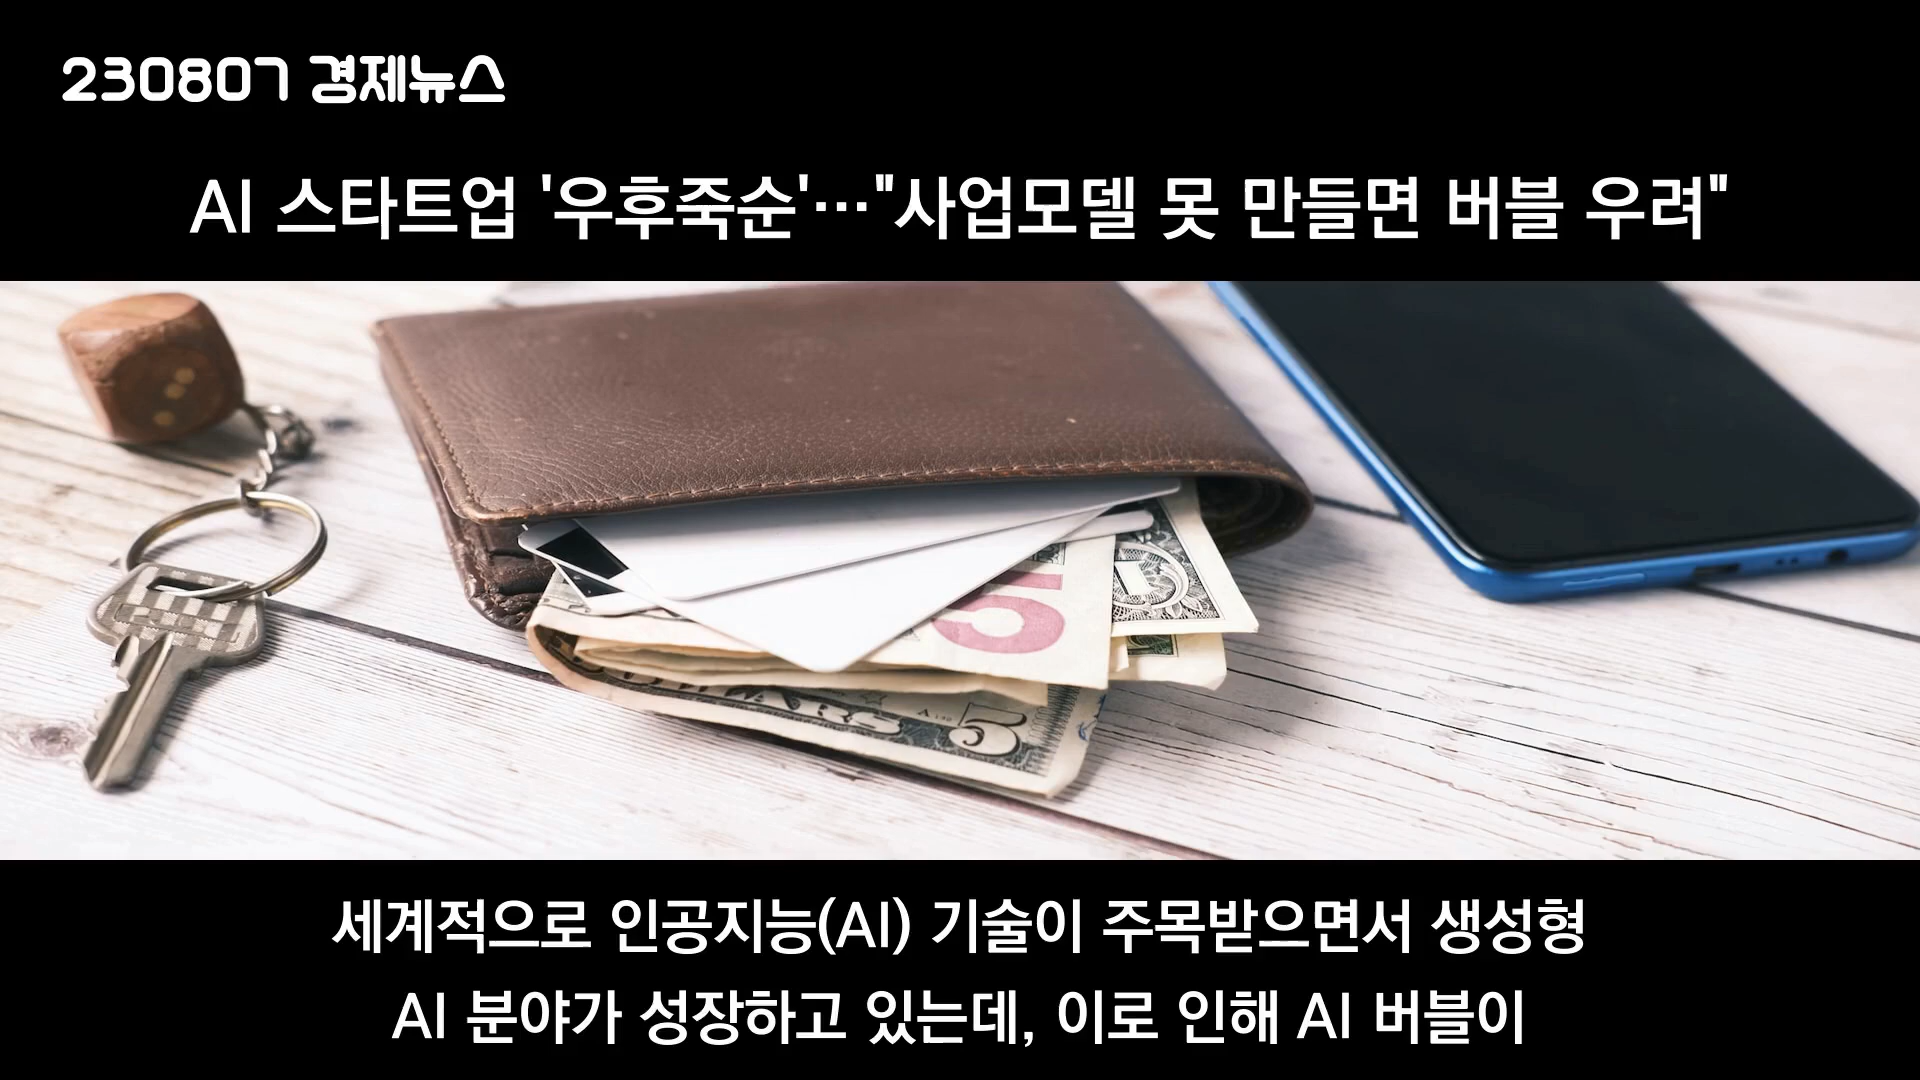 230807 경제뉴스
AI 스타트업 '우후죽순'…"사업모델 못 만들면 버블 우려"
5
1
5
세계적으로 인공지능(AI) 기술이 주목받으면서 생성형
AI 분야가 성장하고 있는데, 이로 인해 AI 버블이